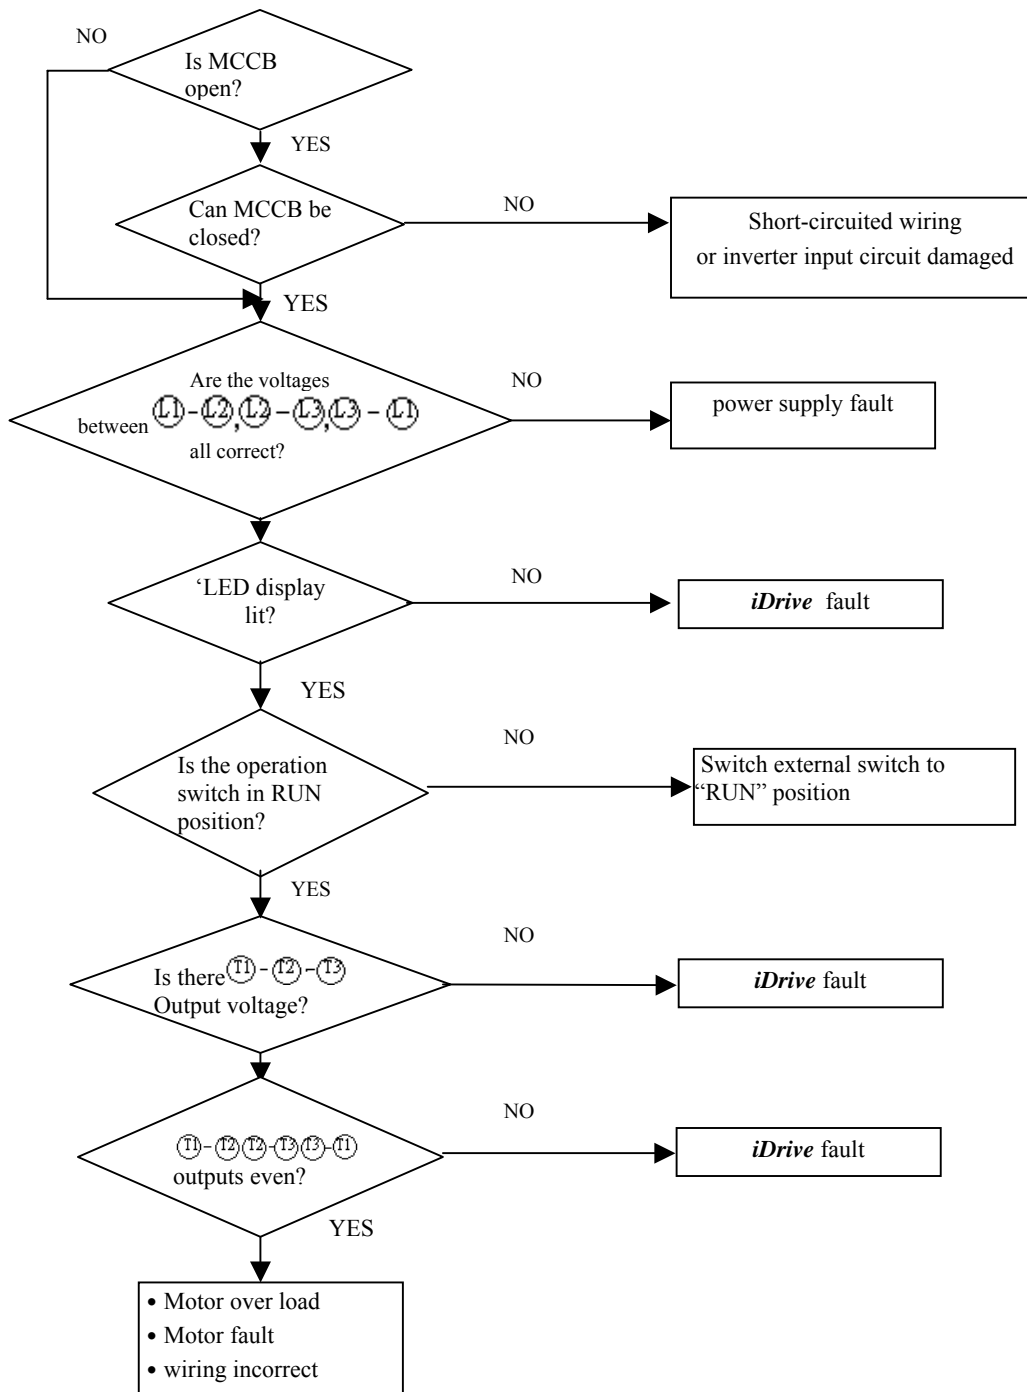 NO
Is MCCB
open?
YES
Can MCCB be
closed?
NO
Short-circuited wiring
or inverter input circuit damaged
YES
Are the voltages
between L1-L2,L2-L3,L3-L1
all correct?
NO
power supply fault
‘LED display
lit?
NO
iDrive fault
YES
Is the operation
switch in RUN
position?
NO
Switch external switch to
“RUN” position
YES
Is there T1-T2-T3
Output voltage?
NO
iDrive fault
T1-T2 T2-T3 T3-T1
outputs even?
NO
iDrive fault
YES
• Motor over load
• Motor fault
• wiring incorrect